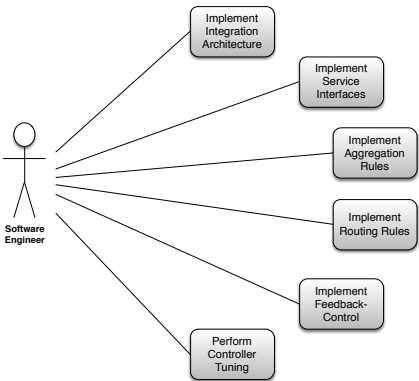 Implement
Integration
Architecture
Implement
Service
Interfaces
Implement
Aggregation
Rules
Implement
Routing Rules
Software
Engineer
Implement
Feedback-
Control
Perform
Controller
Tuning